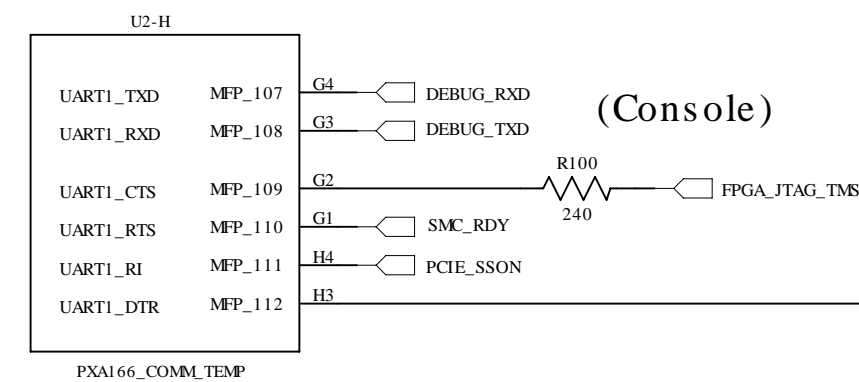 U2-H
UART1_TXD MFP_107 G4 DEBUG_RXD
UART1_RXD MFP_108 G3 DEBUG_TXD
(Console)
R100
UART1_CTS MFP_109 G2 240 FPGA_JTAG_TMS
UART1_RTS MFP_110 G1 SMC_RDY
UART1_RI MFP_111 H4 PCIE_SSON
UART1_DTR MFP_112 H3
PXA166_COMM_TEMP